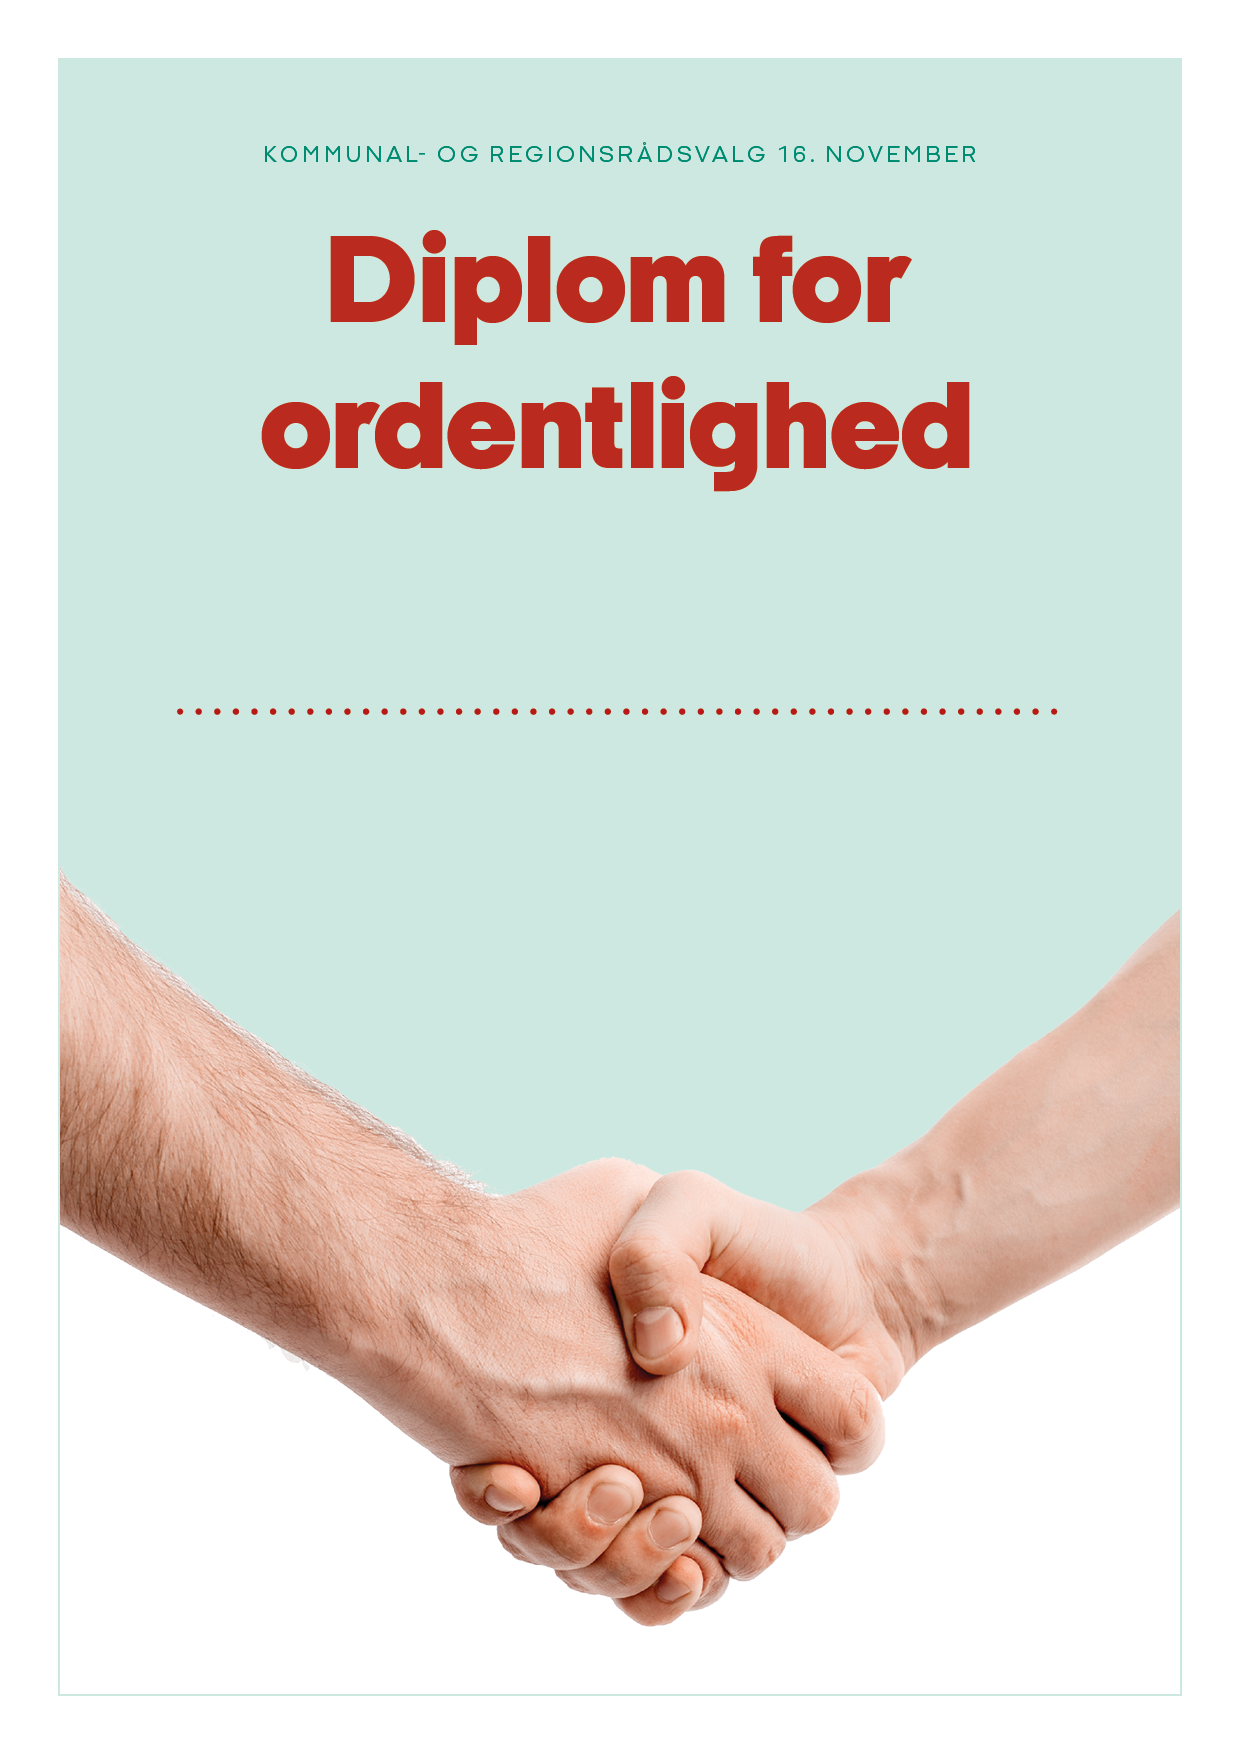 KOMMUNAL- OG REGIONSRÅDSVALG 16. NOVEMBER
Diplom for
ordentlighed